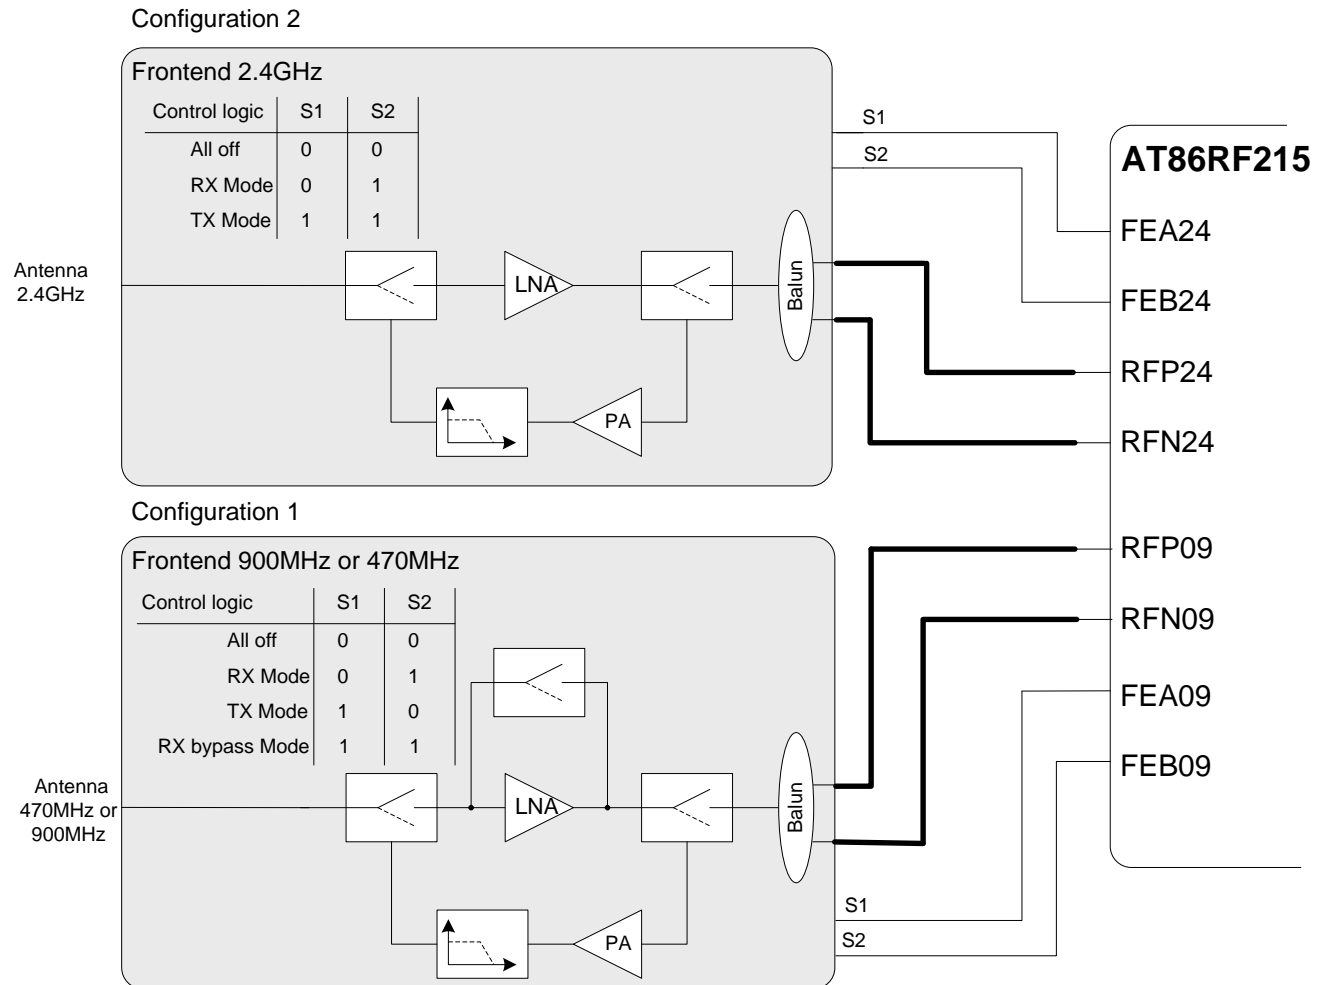 Configuration 2
Frontend 2.4GHz
Control logic S1 S2
All off 0 0
RX Mode 0 1
TX Mode 1 1
Antenna
2.4GHz
LNA
Balun
PA
S1
S2
AT86RF215
FEA24
FEB24
RFP24
RFN24
RFP09
RFN09
FEA09
FEB09
Configuration 1
Frontend 900MHz or 470MHz
Control logic S1 S2
All off 0 0
RX Mode 0 1
TX Mode 1 0
RX bypass Mode 1 1
Antenna
470MHz or
900MHz
LNA
Balun
PA
S1
S2